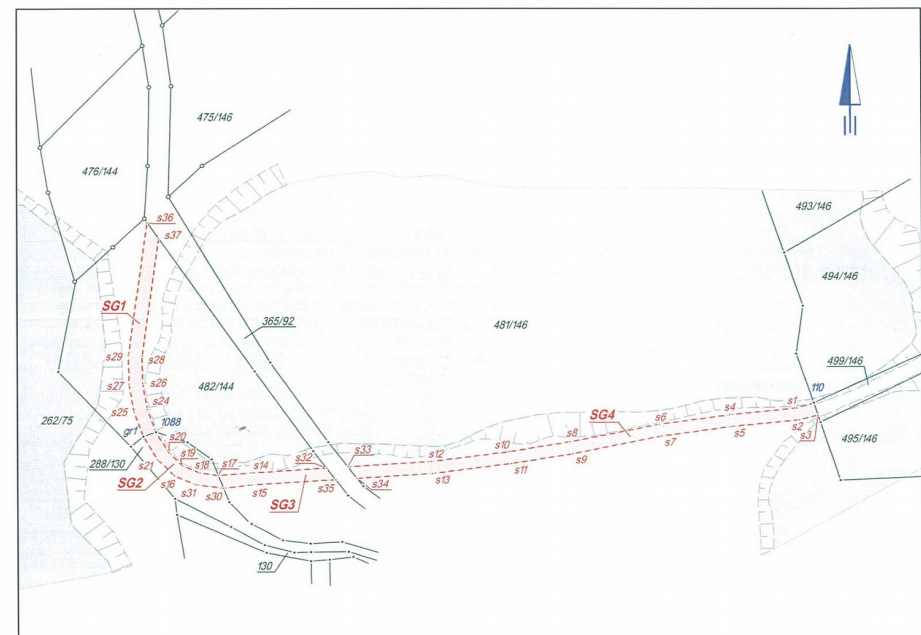 475/146
476/144
493/146
s36
s37
494/146
SG1
365/92
481/146
499/146
s29
s28
s27
s26
482/144
s24
110
s25
262/75
s1
s4
s6
SG4
s2
s3
gr1
1088
s5
s7
s8
495/146
s20
s10
s9
288/130
s19
s33
s12
s11
s21
s18
s17
s14
s32
s13
SG2
s16
s34
s31
s30
s15
SG3
s35
130